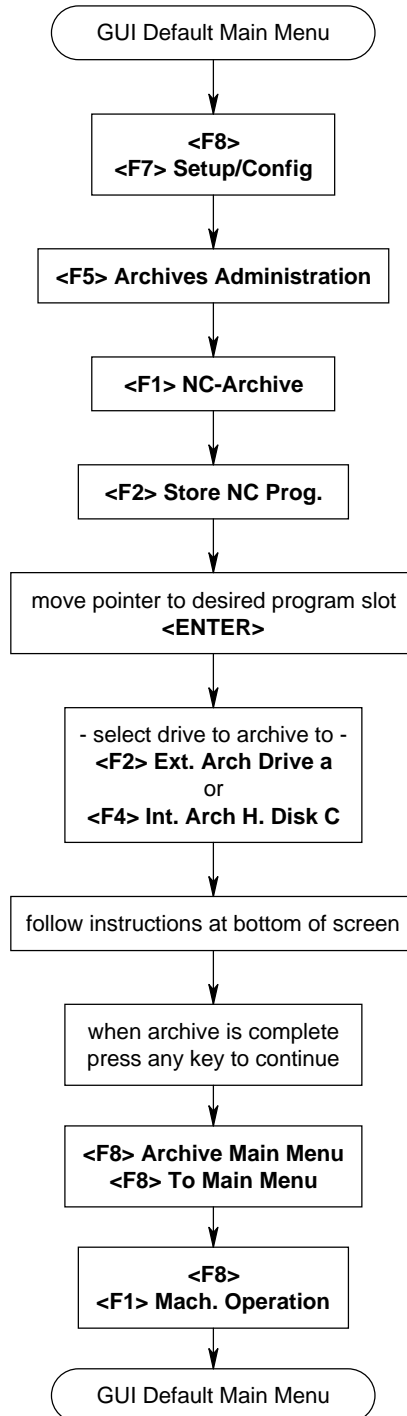 GUI Default Main Menu
<F8>
<F7> Setup/Config
<F5> Archives Administration
<F1> NC-Archive
<F2> Store NC Prog.
move pointer to desired program slot
<ENTER>
- select drive to archive to -
<F2> Ext. Arch Drive a
or
<F4> Int. Arch H. Disk C
follow instructions at bottom of screen
when archive is complete
press any key to continue
<F8> Archive Main Menu
<F8> To Main Menu
<F8>
<F1> Mach. Operation
GUI Default Main Menu